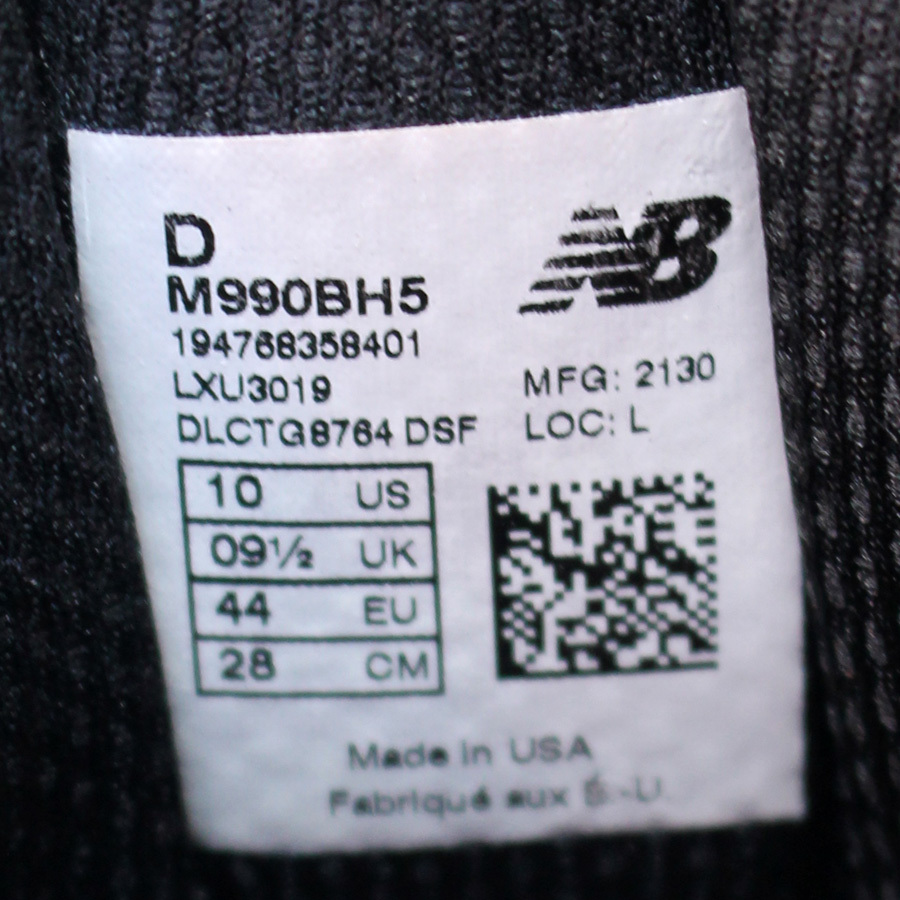 D
NB
M990BH5
194768358401
LXU3019
MFG: 2130
DLCTG8764 DSF
LOC: L
10 US
09½ UK
44 EU
28 CM
Made in USA
Fabriqué aux É.-U.